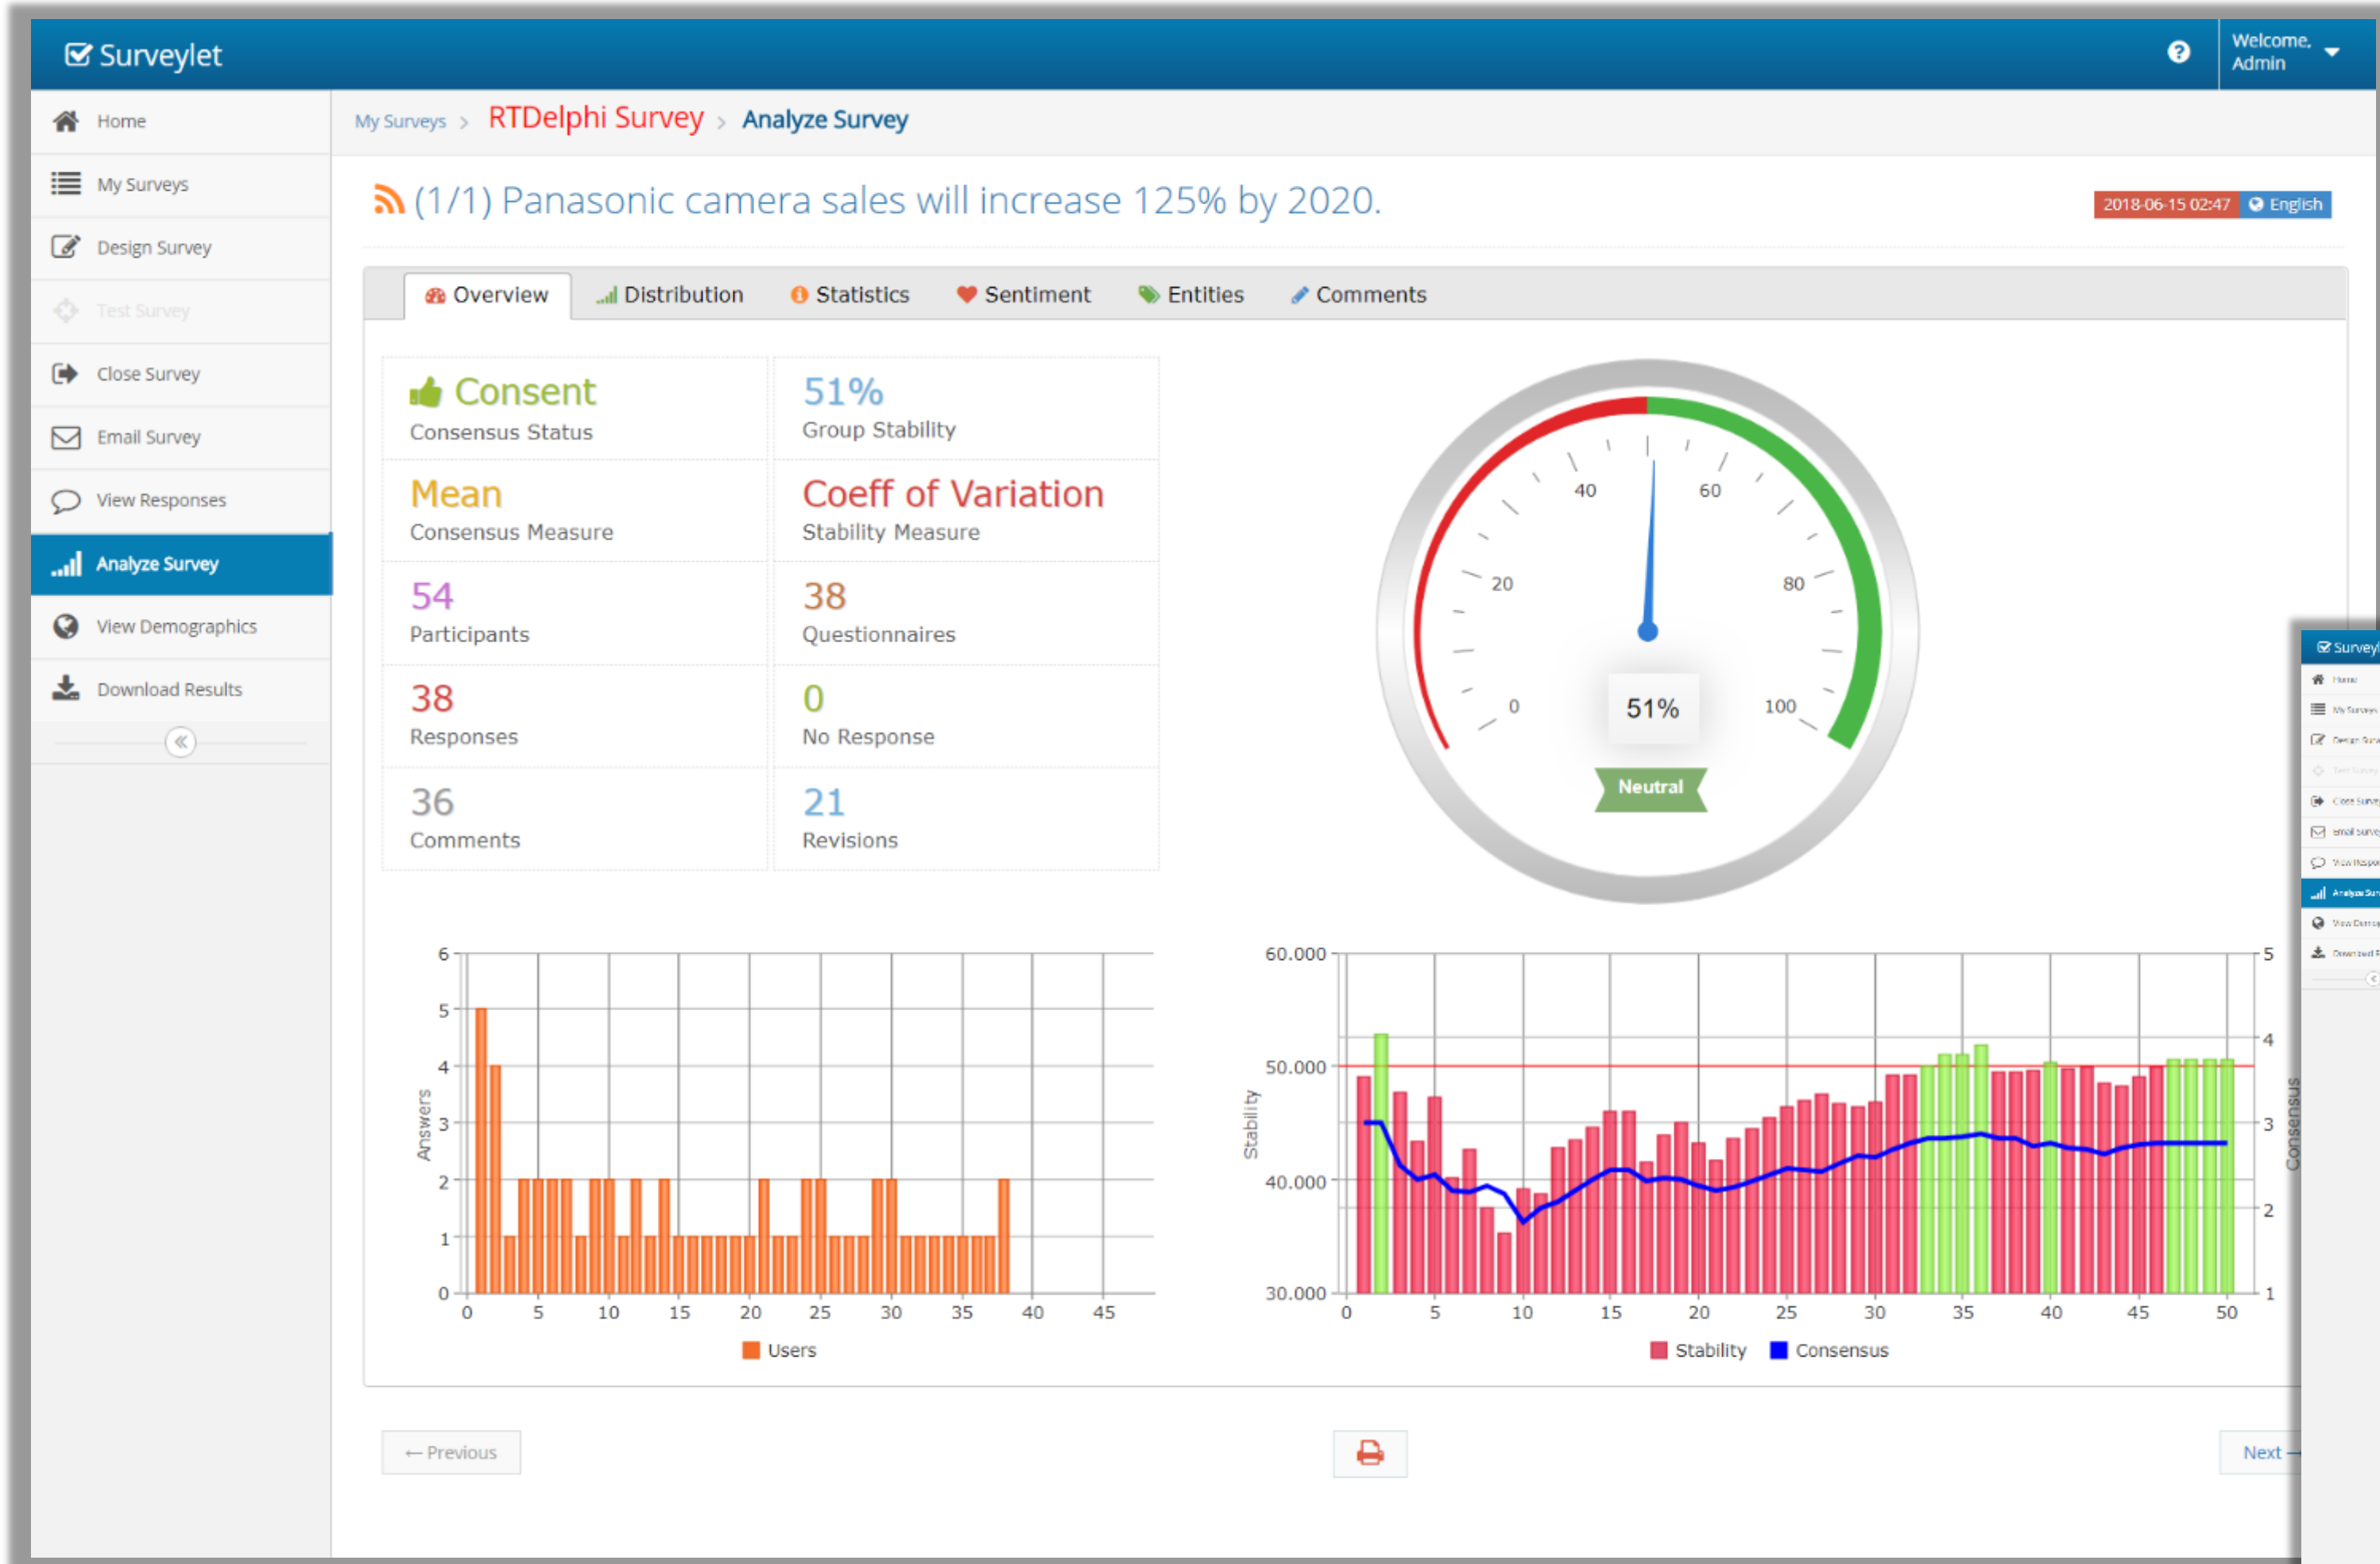 Surveylet
Welcome,
Admin
Home
My Surveys
Design Survey
Test Survey
Close Survey
Email Survey
View Responses
Analyze Survey
View Demographics
Download Results
My Surveys > RTDelphi Survey > Analyze Survey
(1/1) Panasonic camera sales will increase 125% by 2020.
2018-06-15 02:47 English
Overview Distribution Statistics Sentiment Entities Comments
Consent
Consensus Status
51%
Group Stability
Mean
Consensus Measure
Coeff of Variation
Stability Measure
54
Participants
38
Questionnaires
38
Responses
0
No Response
36
Comments
21
Revisions
0 20 40 60 80 100
51%
Neutral
6
5
4
3
2
1
0
Answers
0 5 10 15 20 25 30 35 40 45
Users
60.000
50.000
40.000
30.000
Stability
5
4
3
2
1
Consensus
0 5 10 15 20 25 30 35 40 45 50
Stability Consensus
← Previous
Next
Home
My Surveys